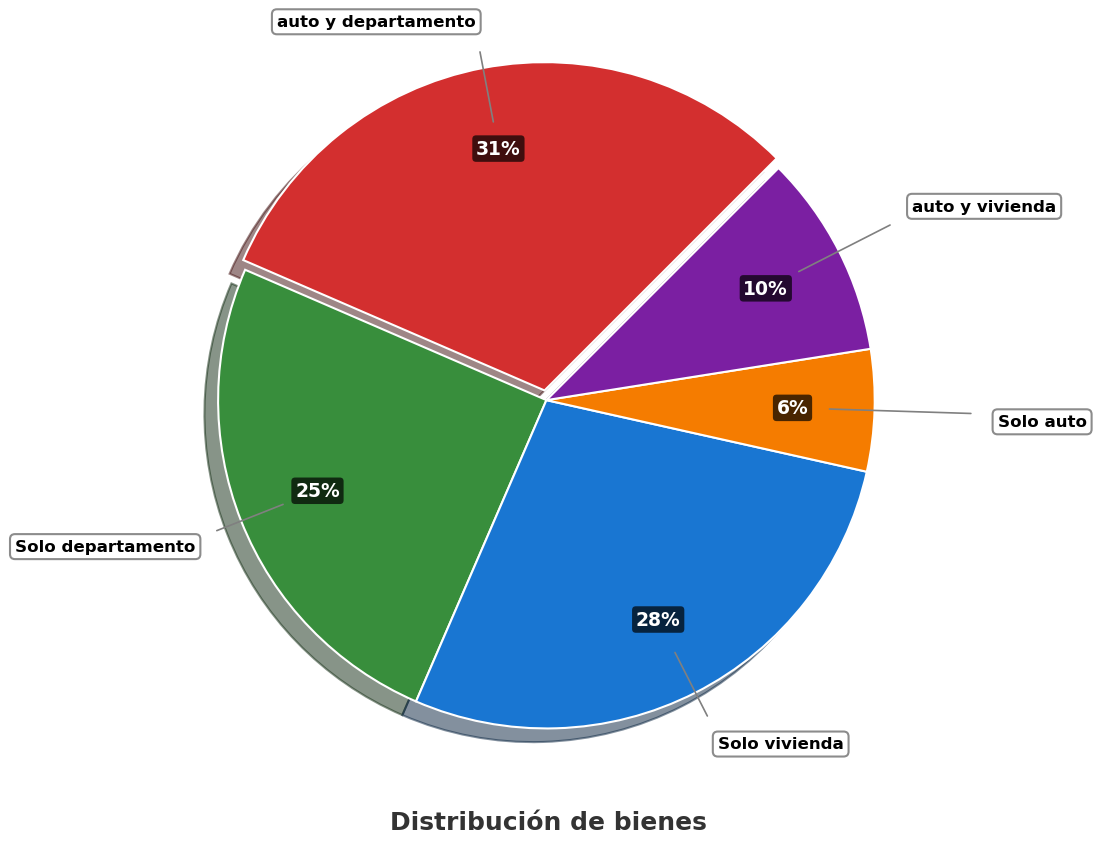 auto y departamento
31%
auto y vivienda
10%
6%
Solo auto
25%
Solo departamento
28%
Solo vivienda
Distribución de bienes